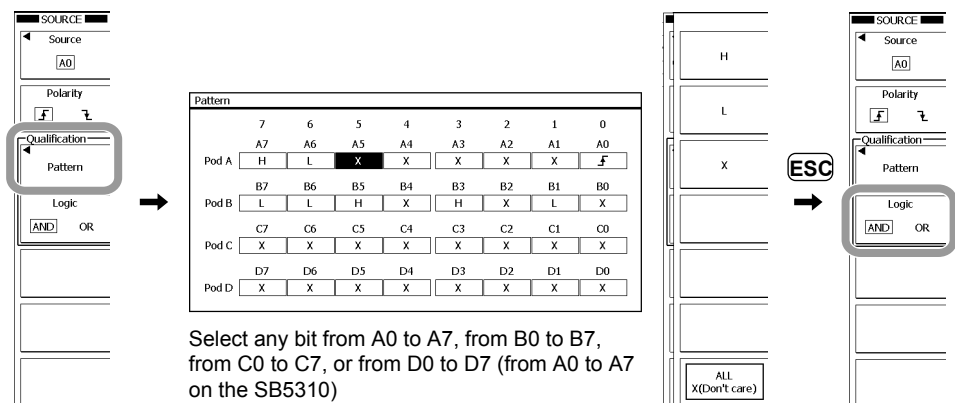 SOURCE
Source
A0
Polarity
Qualification
Pattern
Logic
AND OR
Pattern
7 6 5 4 3 2 1 0
A7 A6 A5 A4 A3 A2 A1 A0
Pod A H L X X X X X
B7 B6 B5 B4 B3 B2 B1 B0
Pod B L L H X H X L X
C7 C6 C5 C4 C3 C2 C1 C0
Pod C X X X X X X X X
D7 D6 D5 D4 D3 D2 D1 D0
Pod D X X X X X X X X
Select any bit from A0 to A7, from B0 to B7,
from C0 to C7, or from D0 to D7 (from A0 to A7
on the SB5310)
H
L
X
ALL
X(Don't care)
ESC
SOURCE
Source
A0
Polarity
Qualification
Pattern
Logic
AND OR